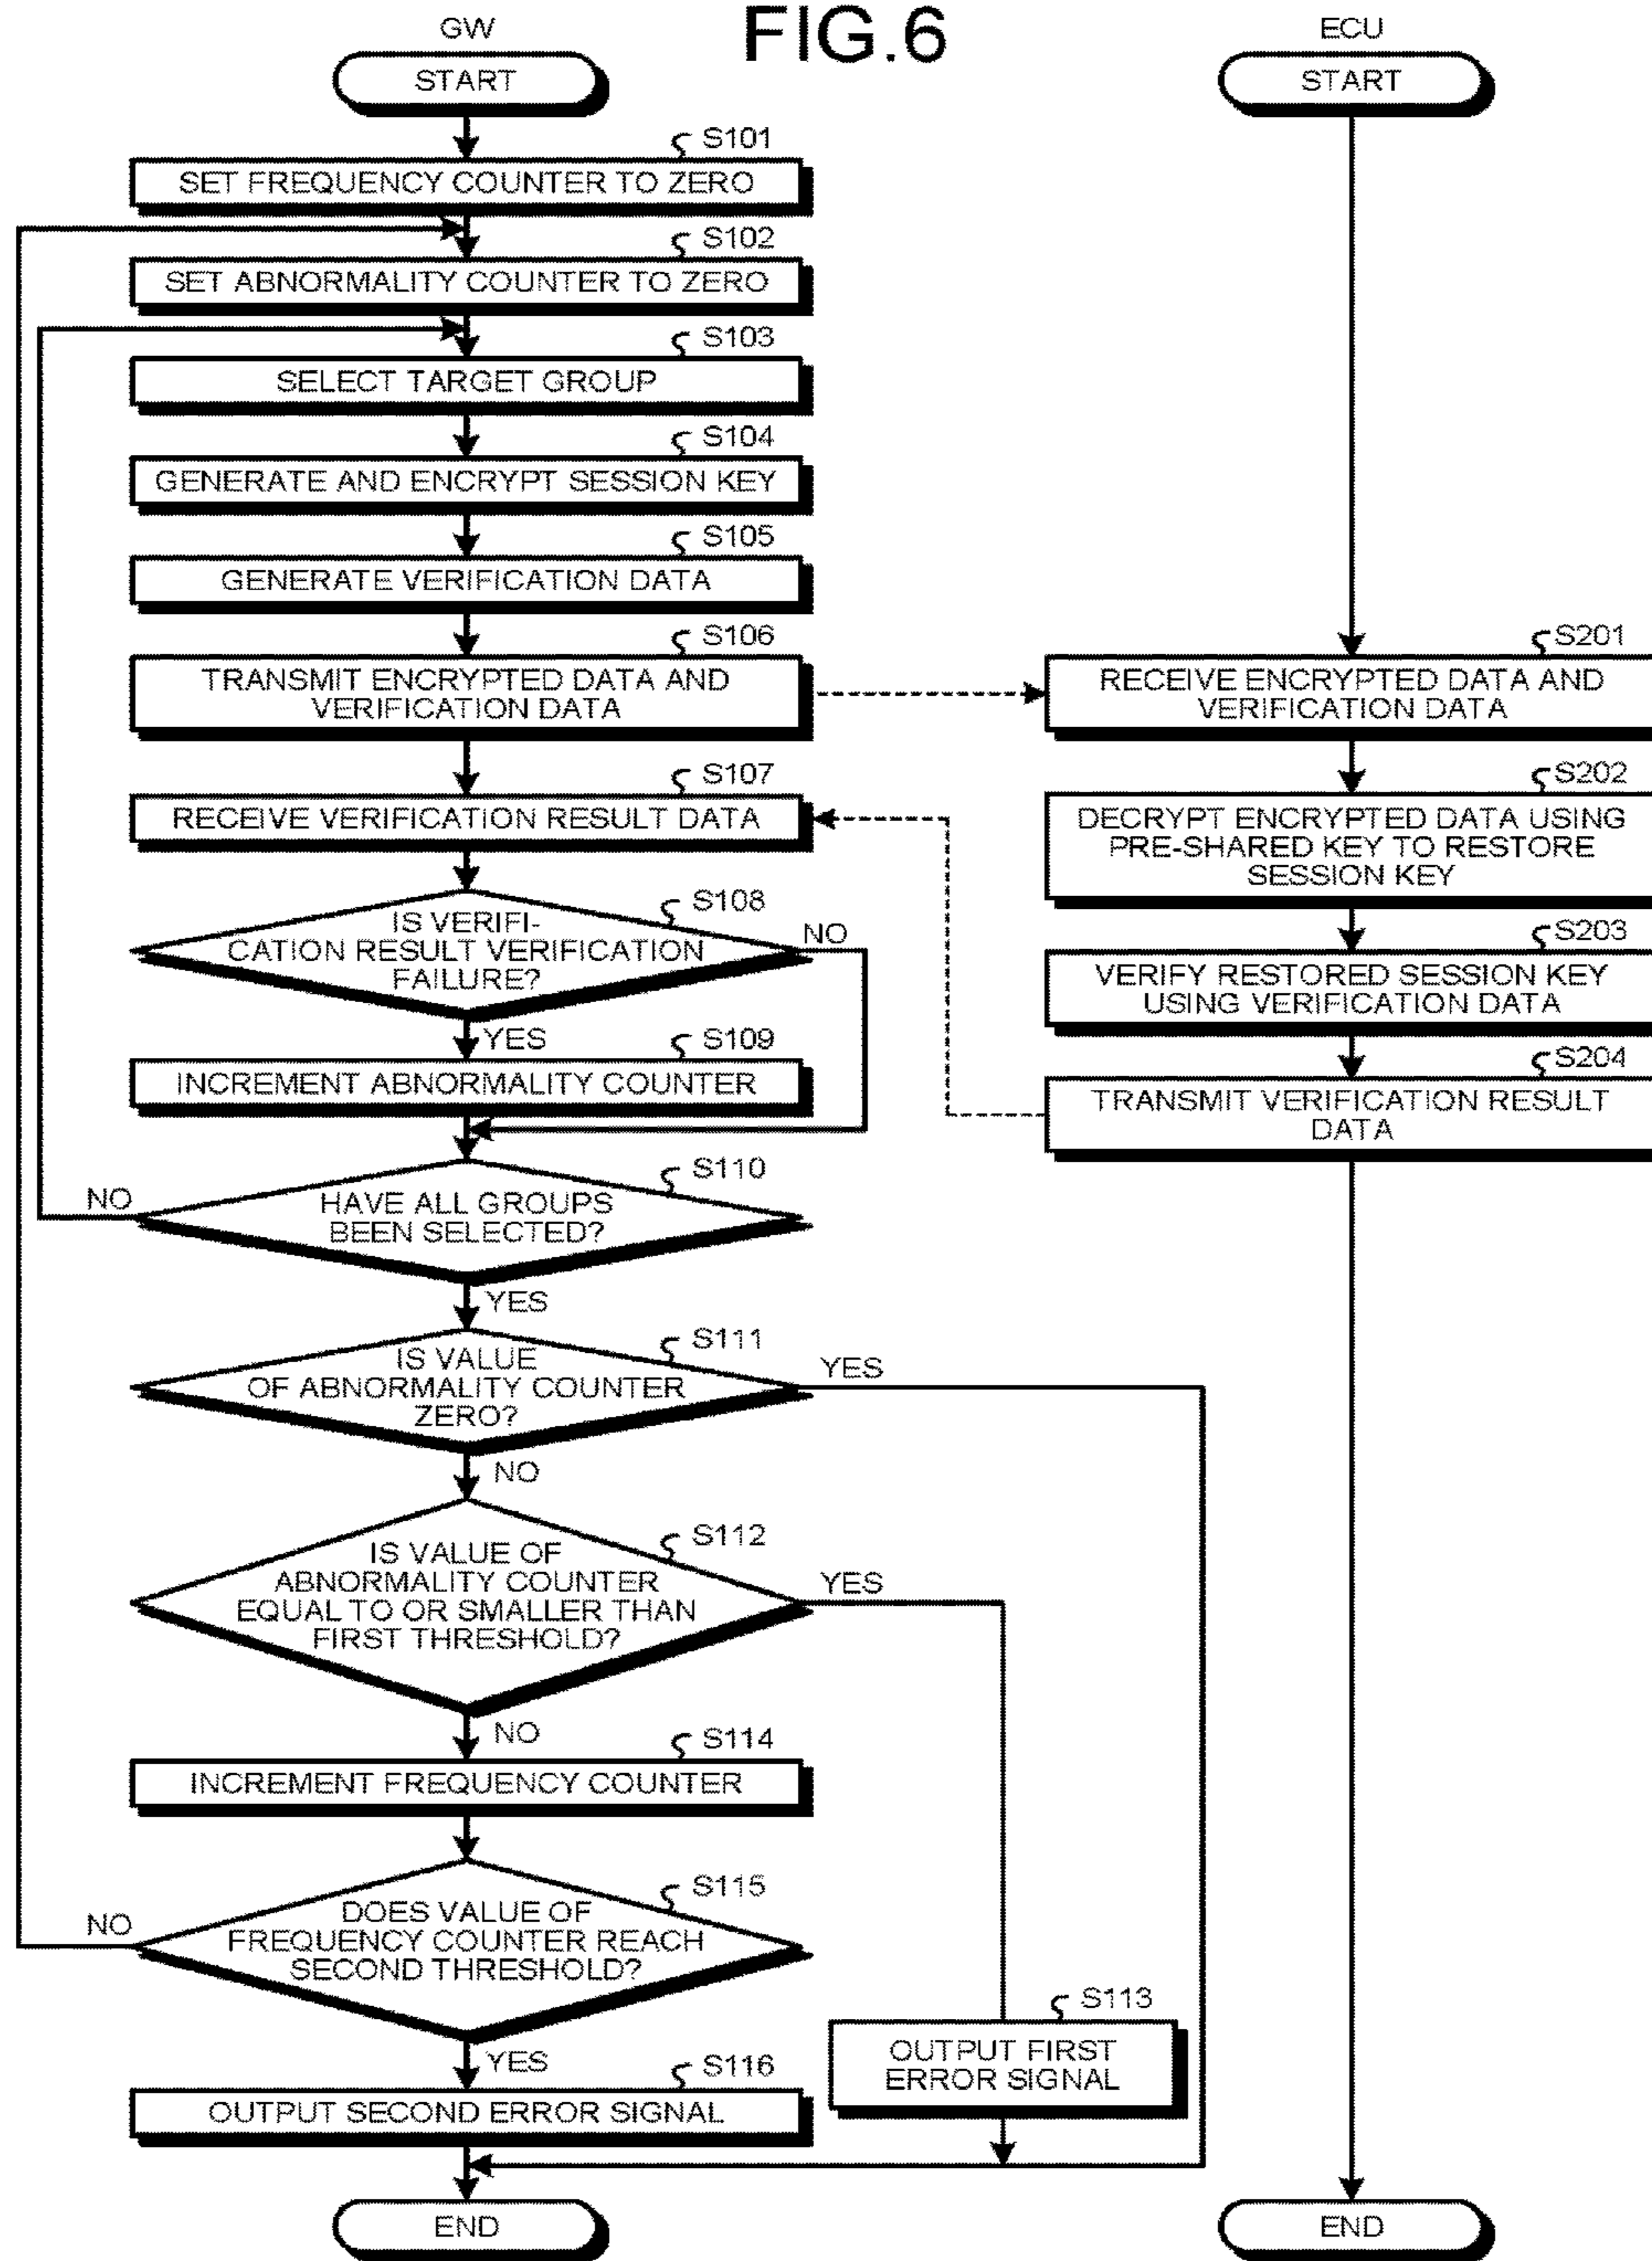 FIG.6
GW
START
S101
SET FREQUENCY COUNTER TO ZERO
S102
SET ABNORMALITY COUNTER TO ZERO
S103
SELECT TARGET GROUP
S104
GENERATE AND ENCRYPT SESSION KEY
S105
GENERATE VERIFICATION DATA
S106
TRANSMIT ENCRYPTED DATA AND
VERIFICATION DATA
S107
RECEIVE VERIFICATION RESULT DATA
S108
IS VERIFI-
CATION RESULT VERIFICATION
FAILURE?
NO
YES
S109
INCREMENT ABNORMALITY COUNTER
S110
NO
HAVE ALL GROUPS
BEEN SELECTED?
YES
S111
IS VALUE
OF ABNORMALITY COUNTER
ZERO?
YES
NO
S112
IS VALUE OF
ABNORMALITY COUNTER
EQUAL TO OR SMALLER THAN
FIRST THRESHOLD?
YES
NO
S114
INCREMENT FREQUENCY COUNTER
S115
NO
DOES VALUE OF
FREQUENCY COUNTER REACH
SECOND THRESHOLD?
YES
S113
OUTPUT FIRST
ERROR SIGNAL
S116
OUTPUT SECOND ERROR SIGNAL
END
ECU
START
S201
RECEIVE ENCRYPTED DATA AND
VERIFICATION DATA
S202
DECRYPT ENCRYPTED DATA USING
PRE-SHARED KEY TO RESTORE
SESSION KEY
S203
VERIFY RESTORED SESSION KEY
USING VERIFICATION DATA
S204
TRANSMIT VERIFICATION RESULT
DATA
END